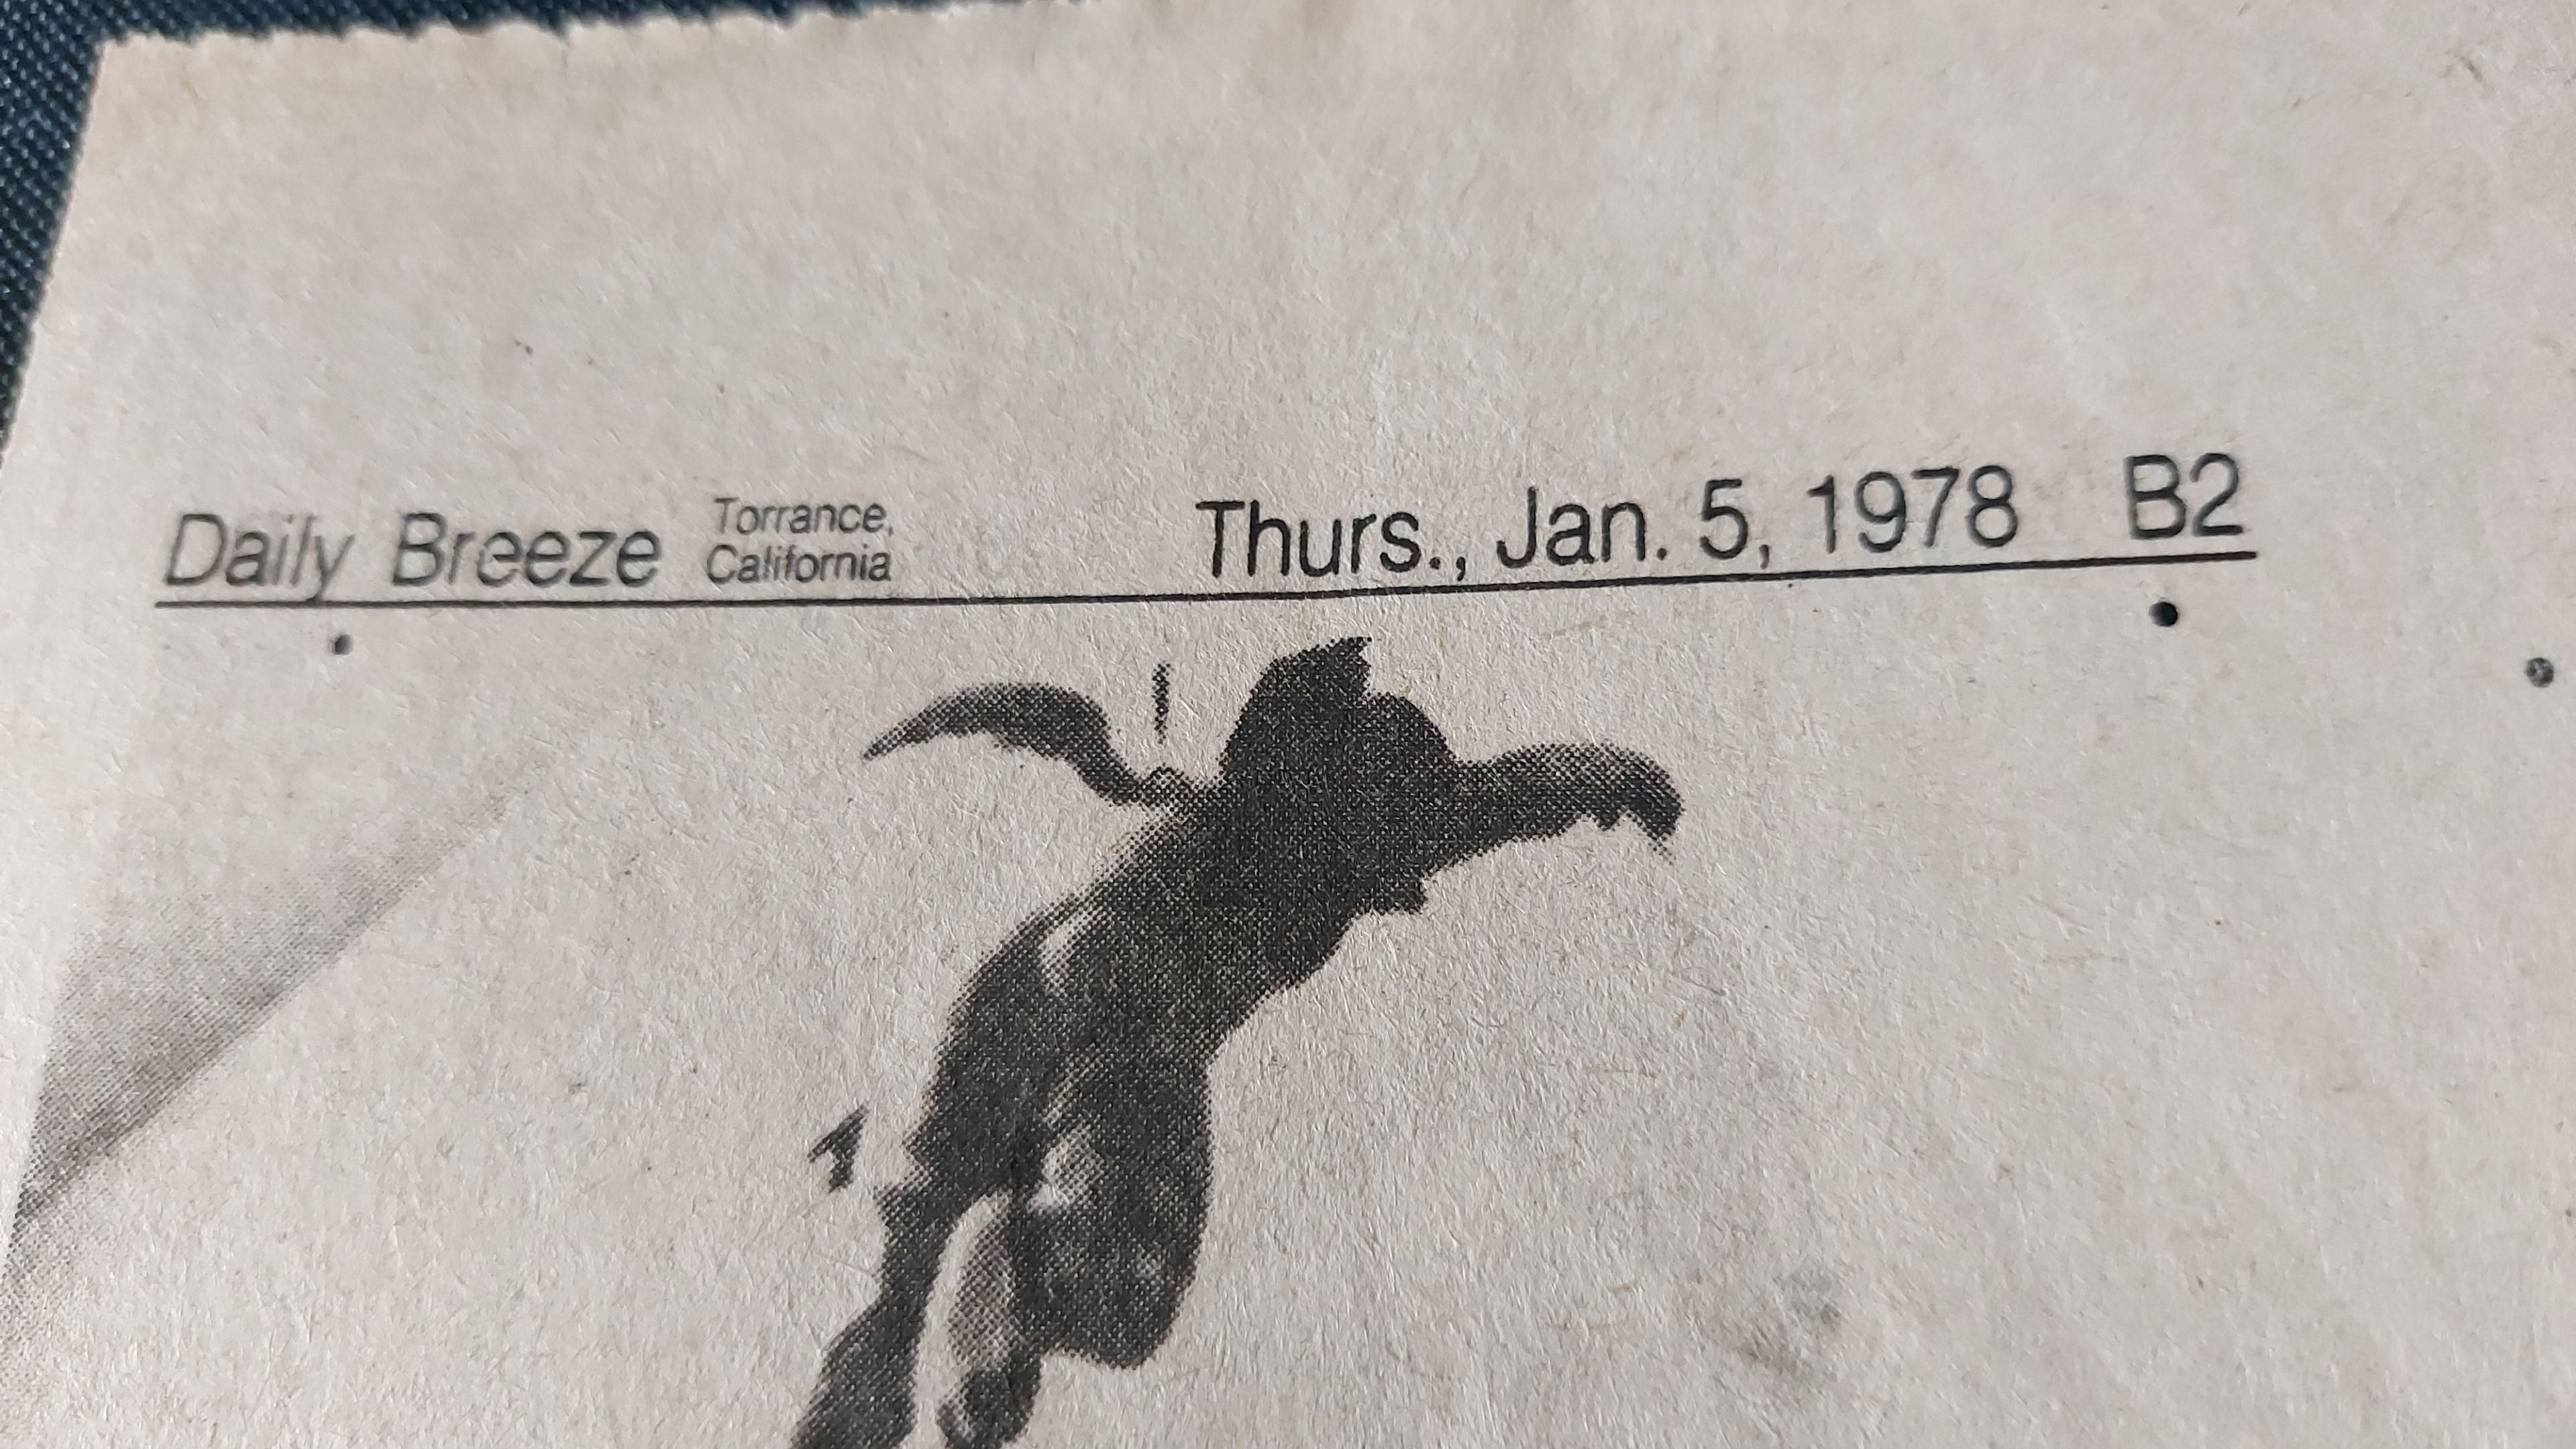 Daily Breeze Torrance, California Thurs., Jan. 5, 1978 B2